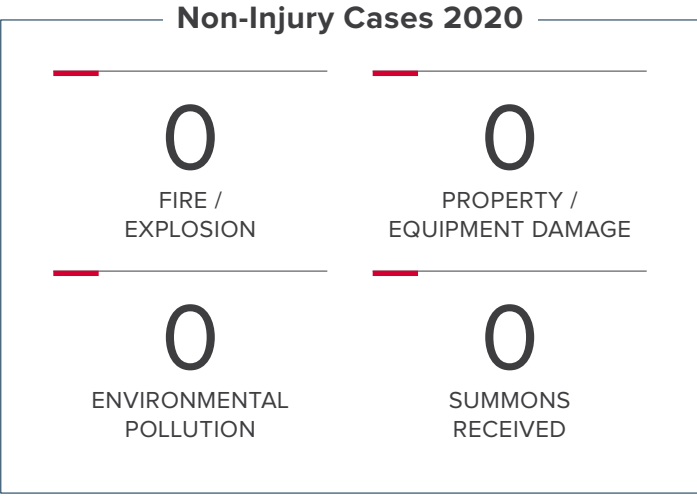 Non-Injury Cases 2020
0
FIRE /
EXPLOSION
0
PROPERTY /
EQUIPMENT DAMAGE
0
ENVIRONMENTAL
POLLUTION
0
SUMMONS
RECEIVED